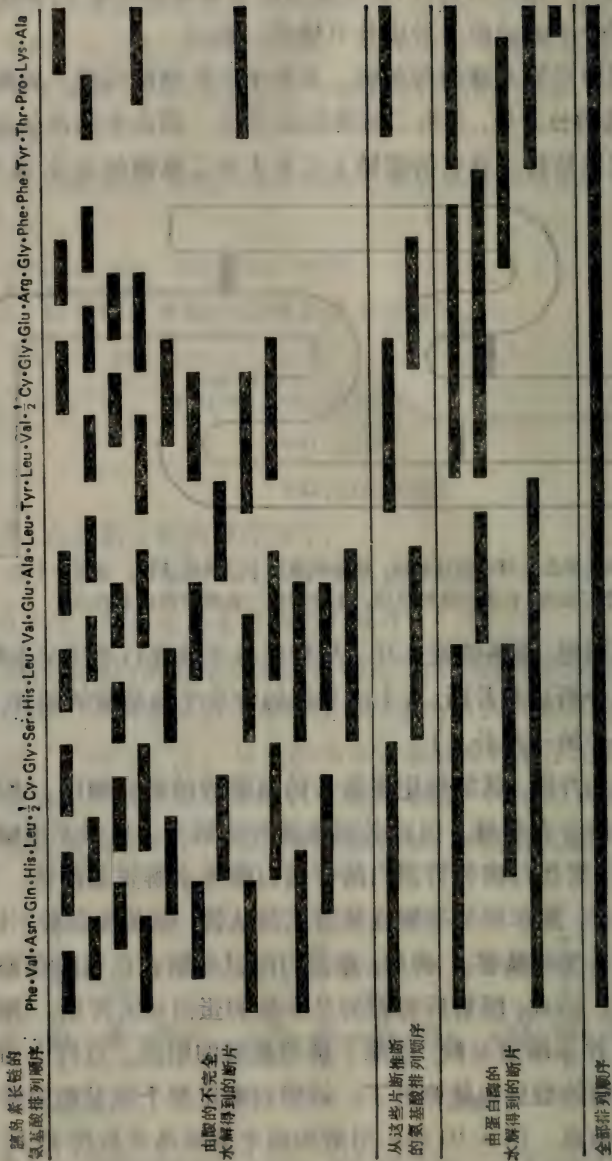 胰岛素长链的
氨基酸排列顺序
Phe·Val·Asn·Gln·His·Leu·½Cy·Gly·Ser·His·Leu·Val·Glu·Ala·Leu·Tyr·Leu·Val·½Cy·Gly·Glu·Arg·Gly·Phe·Phe·Tyr·Thr·Pro·Lys·Ala
由酸的不完全
水解得到的断片
从这些片断推断
的氨基酸排列顺序
由蛋白酶的
水解得到的断片
全部排列顺序